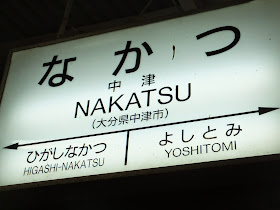 なかつ
中津
NAKATSU
(大分県中津市)
ひがしなかつ
HIGASHI-NAKATSU
よしとみ
YOSHITOMI